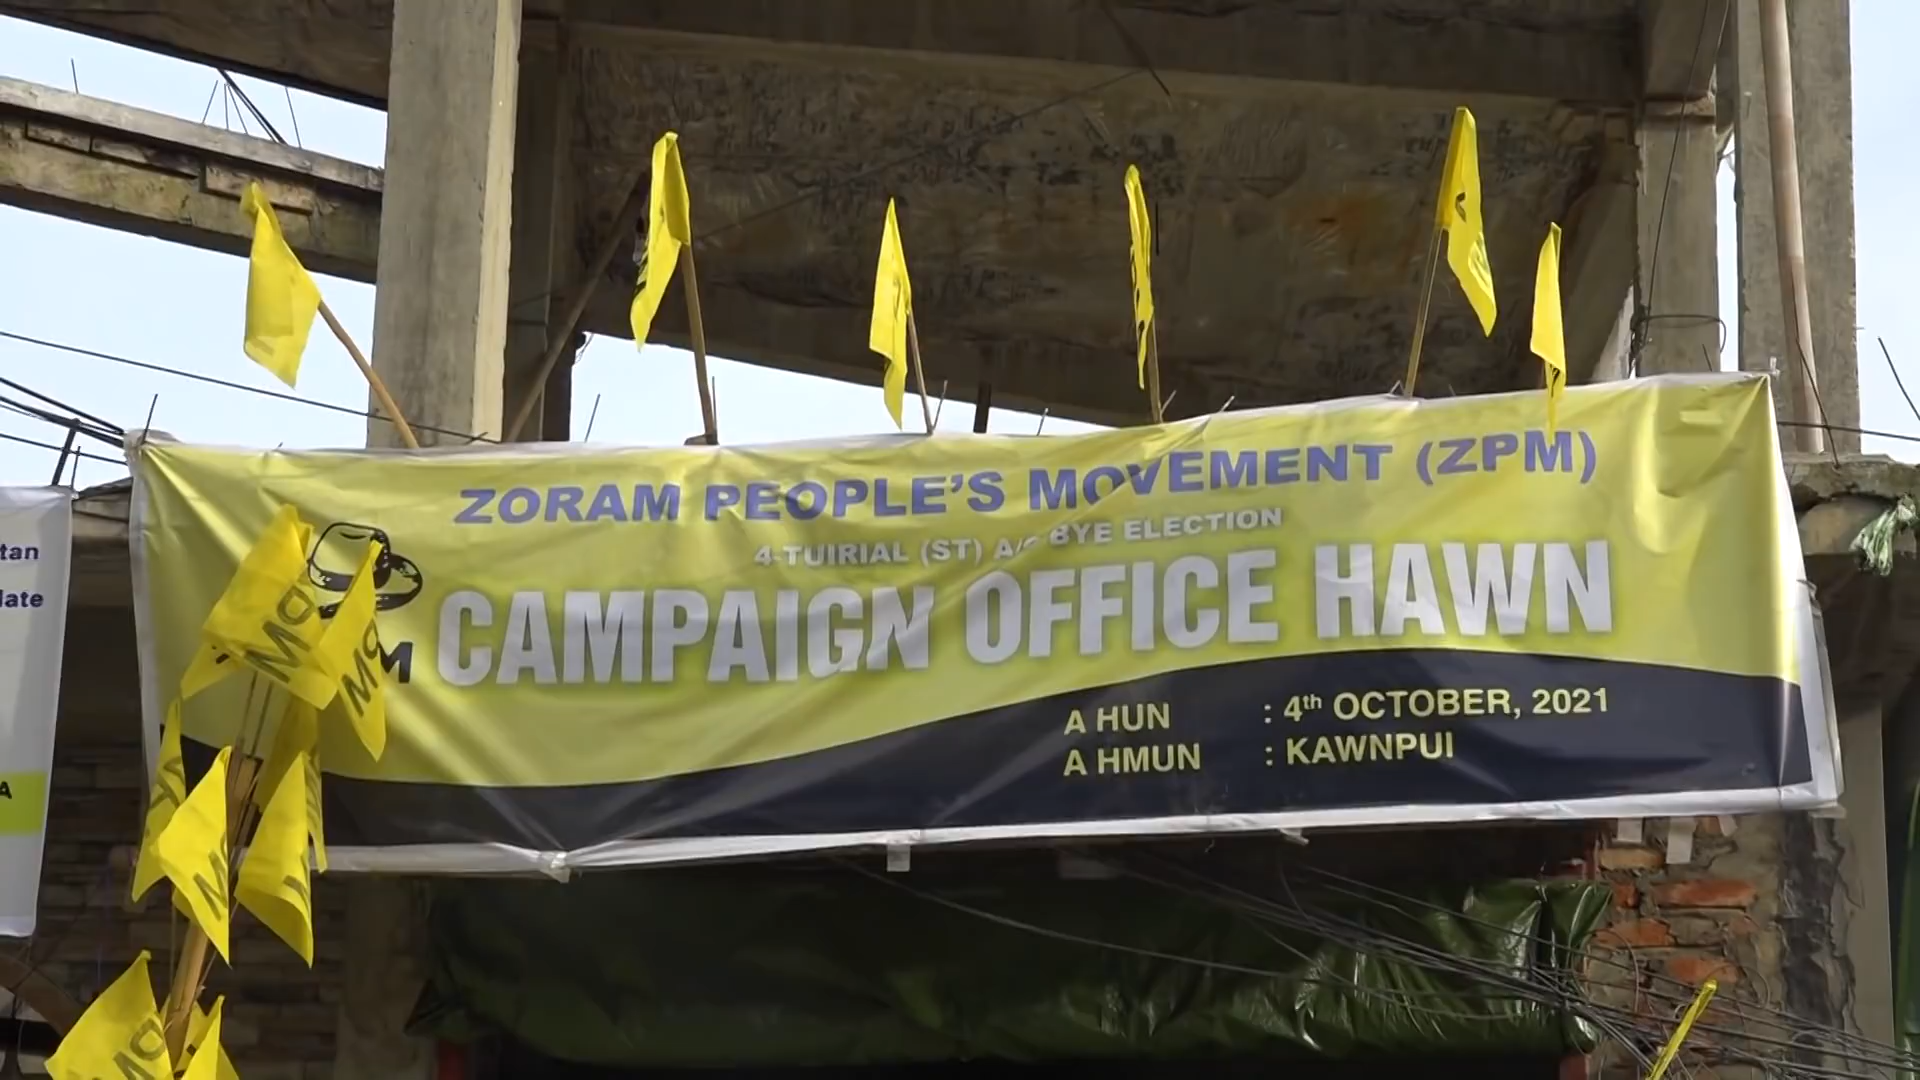 ZORAM PEOPLE'S MOVEMENT (ZPM)
4-TUIRIAL (ST) A/C BYE ELECTION
CAMPAIGN OFFICE HAWN
A HUN : 4th OCTOBER, 2021
A HMUN : KAWNPUI